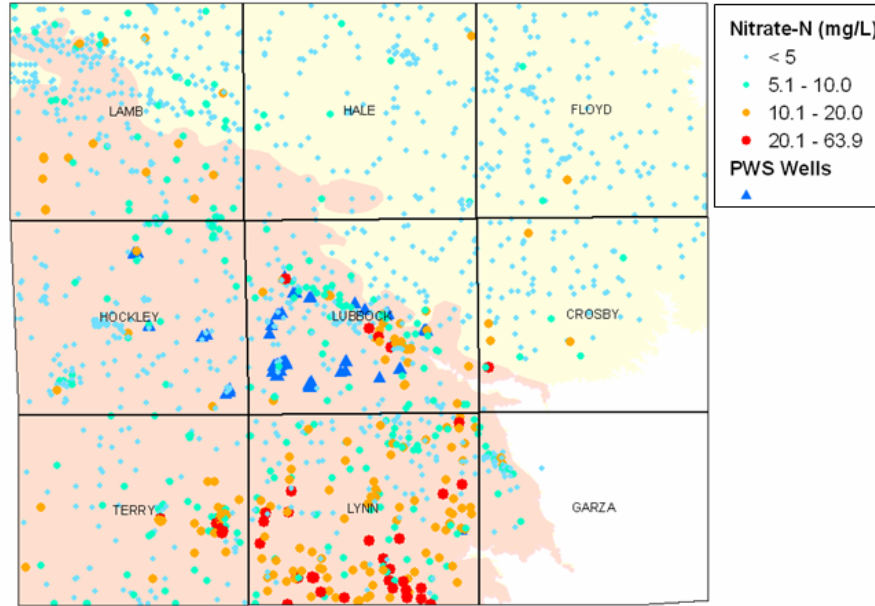 Nitrate-N (mg/L)
< 5
5.1 - 10.0
10.1 - 20.0
20.1 - 63.9
PWS Wells
LAMB
HALE
FLOYD
HOCKLEY
LUBBOCK
CROSBY
TERRY
LYNN
GARZA